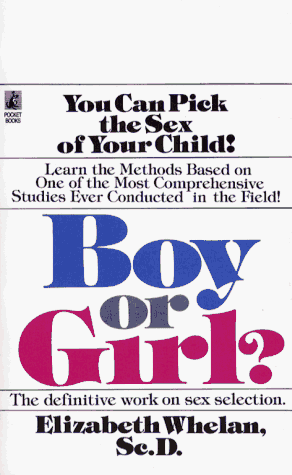 You Can Pick
the Sex
of Your Child!
POCKET
BOOKS
Learn the Methods Based on
One of the Most Comprehensive
Studies Ever Conducted in the Field!
Boy
or
Girl?
The definitive work on sex selection.
Elizabeth Whelan,
Sc.D.